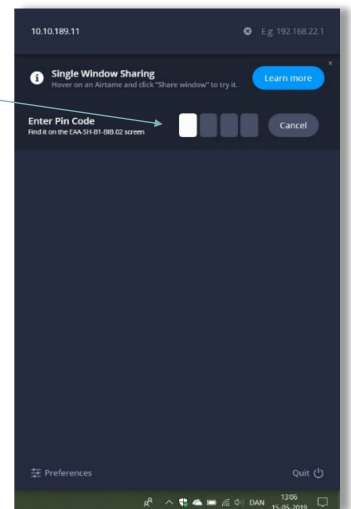 10.10.189.11
E.g. 192.168.22.1
Single Window Sharing
Hover on an Airtame and click "Share window" to try it.
Learn more
x
Enter Pin Code
Find it on the EAA-SH-B1-BIB.02 screen
Cancel
Preferences
Quit
DAN
13:06
15-05-2019